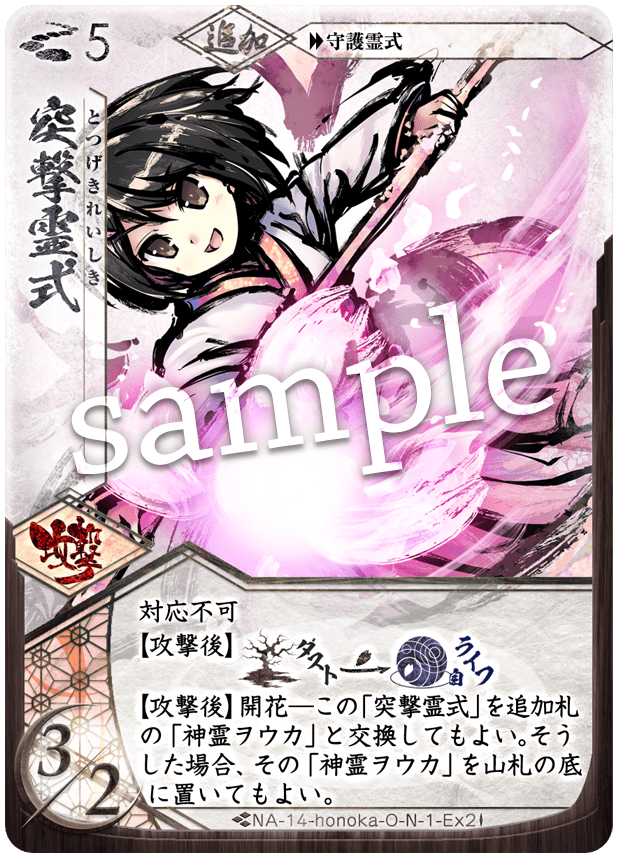 5
追加
守護霊式
突撃霊式
とつげきれいしき
sample
攻撃
対応不可
【攻撃後】ダスト→自ライフ
【攻撃後】開花―この「突撃霊式」を追加札
の「神霊ヲウカ」と交換してもよい。そう
した場合、その「神霊ヲウカ」を山札の底
に置いてもよい。
3/2
NA-14-honoka-O-N-1-Ex2